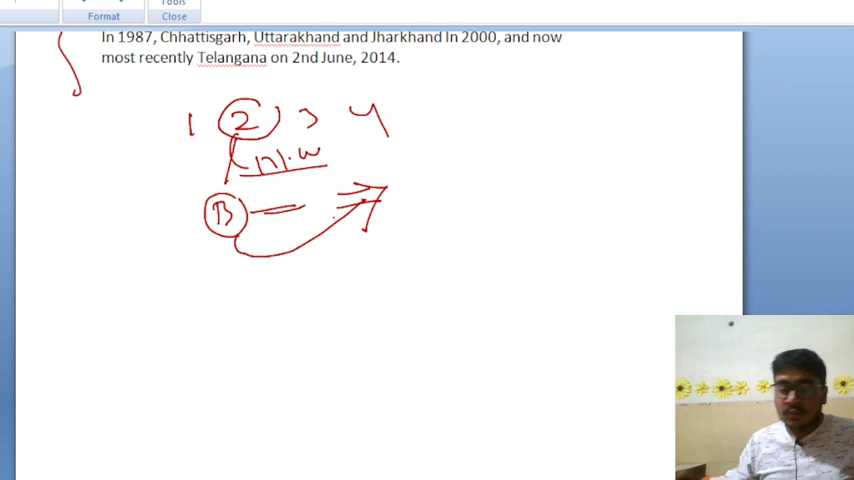 Tools
Format Close
In 1987, Chhattisgarh, Uttarakhand and Jharkhand In 2000, and now
most recently Telangana on 2nd June, 2014.
1 2 3 4
B